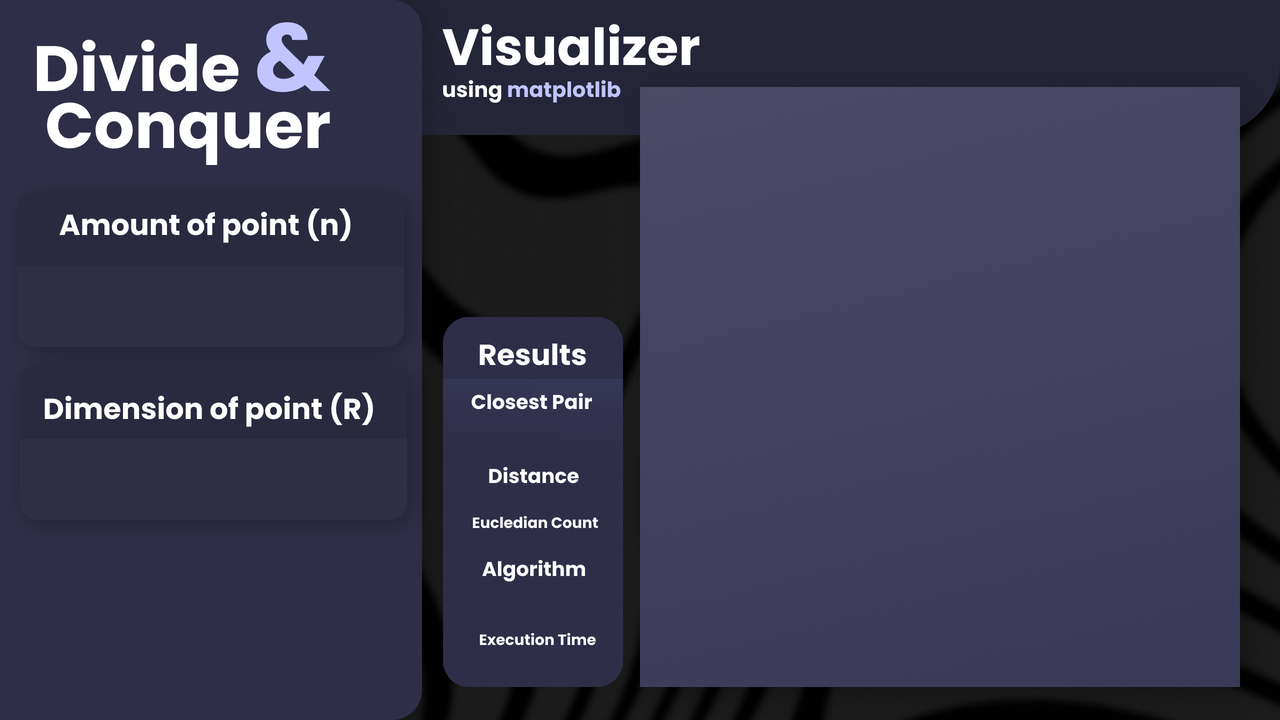 Divide &
Conquer
Amount of point (n)
Dimension of point (R)
Visualizer
using matplotlib
Results
Closest Pair
Distance
Eucledian Count
Algorithm
Execution Time